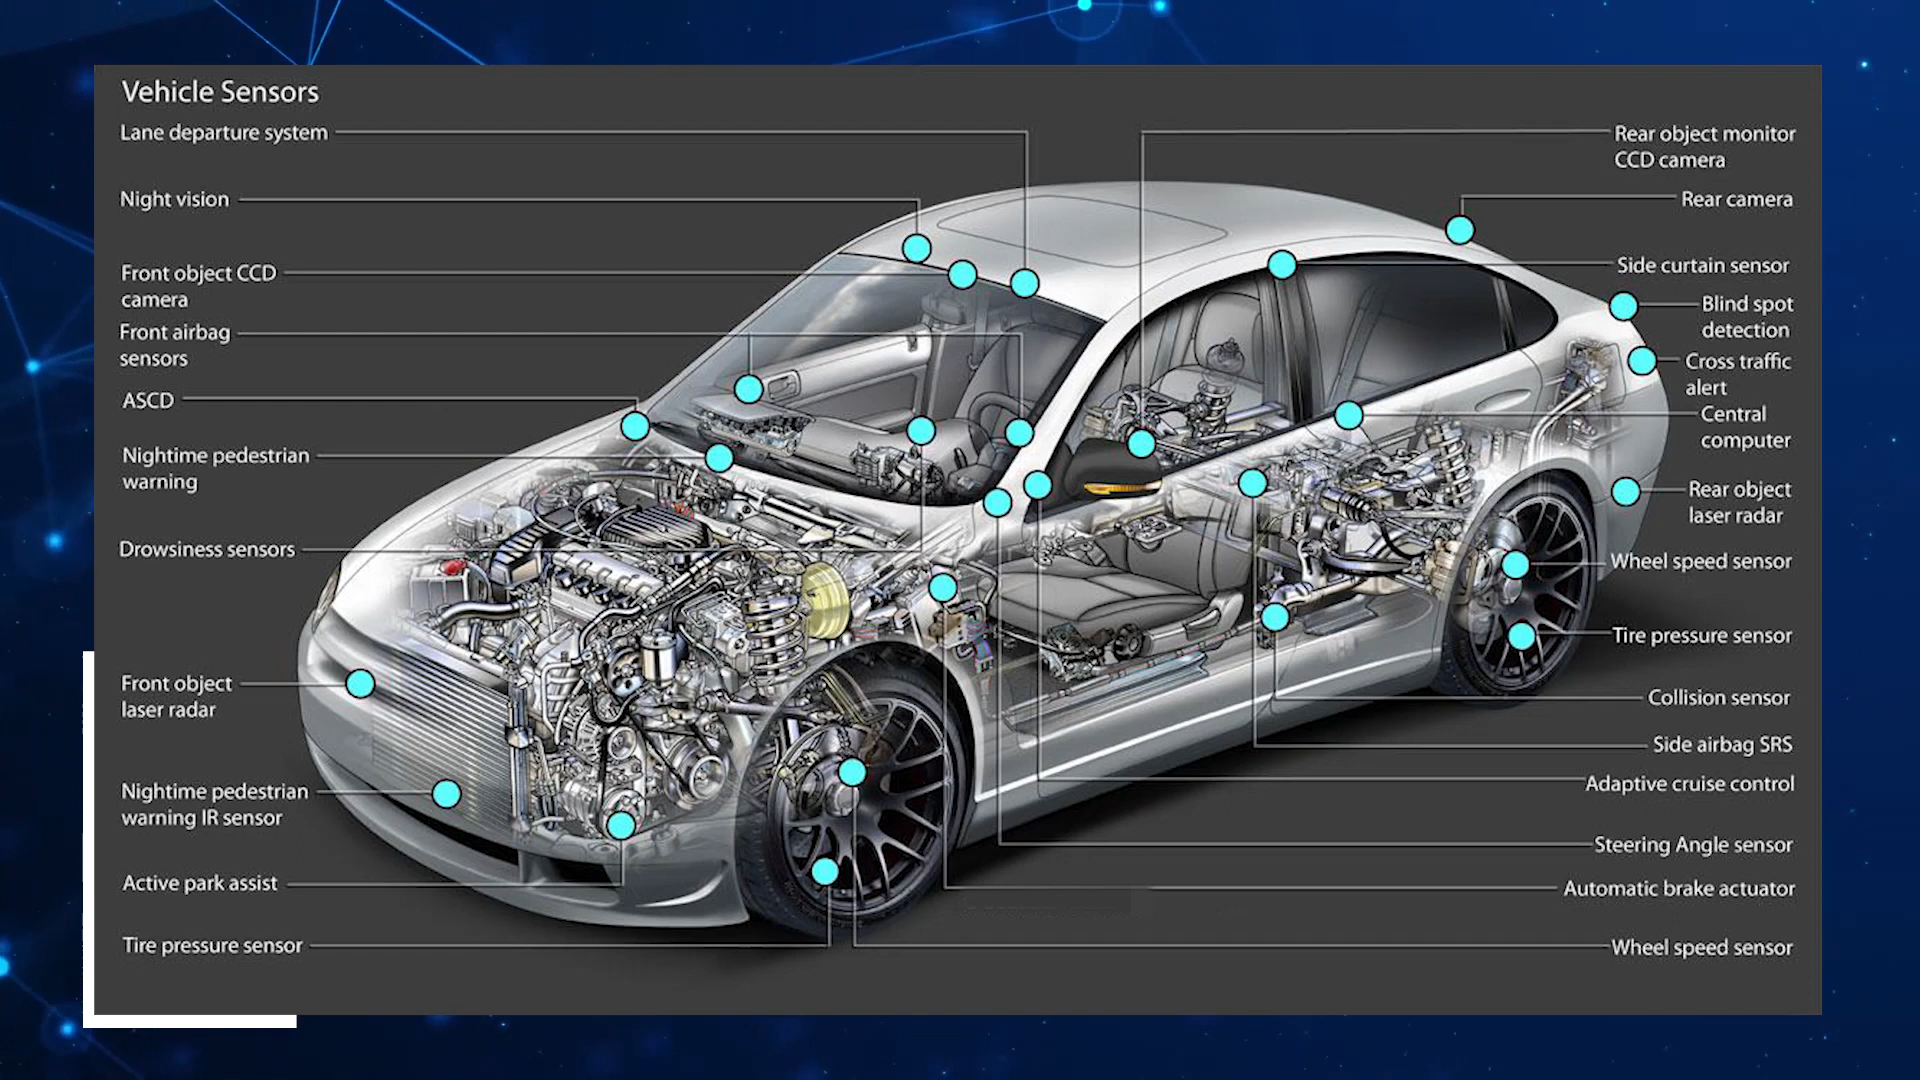 Vehicle Sensors
Lane departure system
Night vision
Front object CCD
camera
Front airbag
sensors
ASCD
Nightime pedestrian
warning
Drowsiness sensors
Front object
laser radar
Nightime pedestrian
warning IR sensor
Active park assist
Tire pressure sensor
Rear object monitor
CCD camera
Rear camera
Side curtain sensor
Blind spot
detection
Cross traffic
alert
Central
computer
Rear object
laser radar
Wheel speed sensor
Tire pressure sensor
Collision sensor
Side airbag SRS
Adaptive cruise control
Steering Angle sensor
Automatic brake actuator
Wheel speed sensor